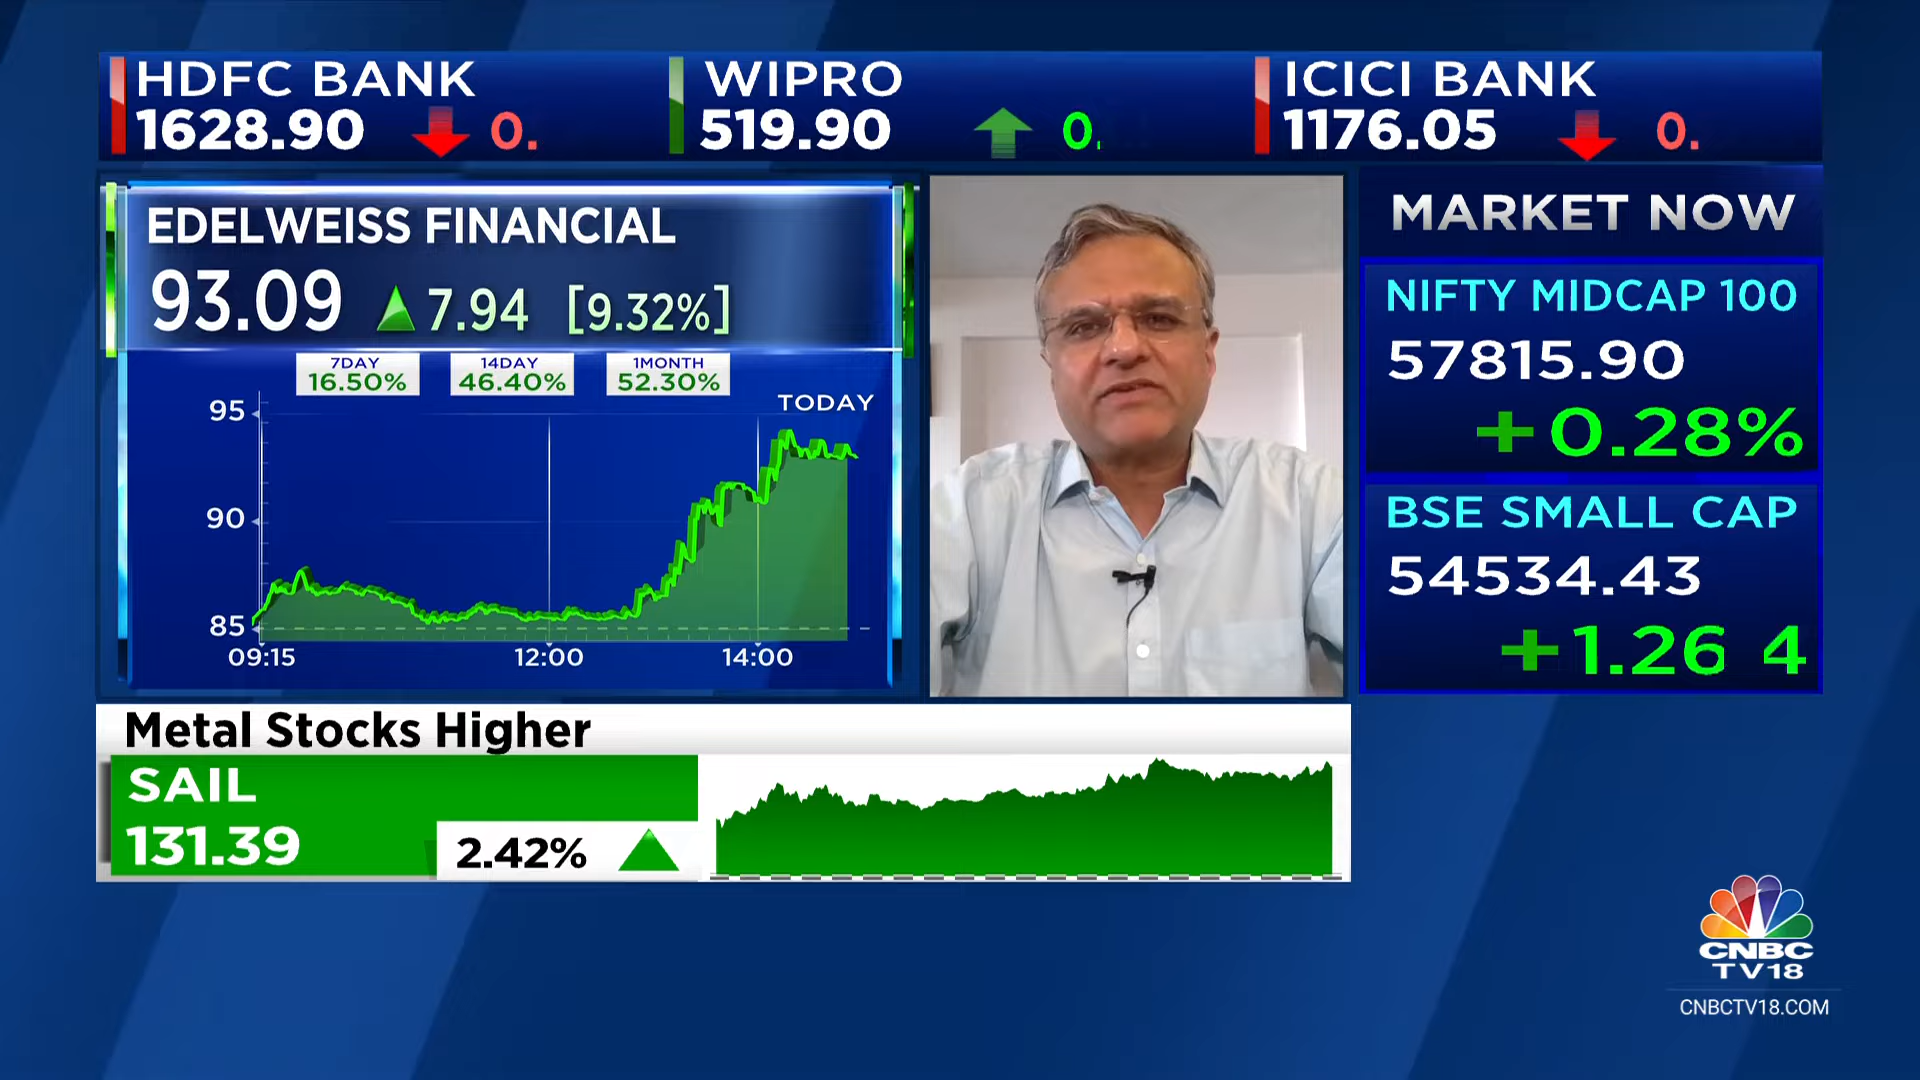 HDFC BANK
1628.90 0.
WIPRO
519.90 0.
ICICI BANK
1176.05 0.
EDELWEISS FINANCIAL
93.09 7.94 [9.32%]
7DAY
16.50%
14DAY
46.40%
1MONTH
52.30%
TODAY
95
90
85
09:15 12:00 14:00
MARKET NOW
NIFTY MIDCAP 100
57815.90
+0.28%
BSE SMALL CAP
54534.43
+1.26 4
Metal Stocks Higher
SAIL
131.39
2.42%
CNBC
TV18
CNBCTV18.COM